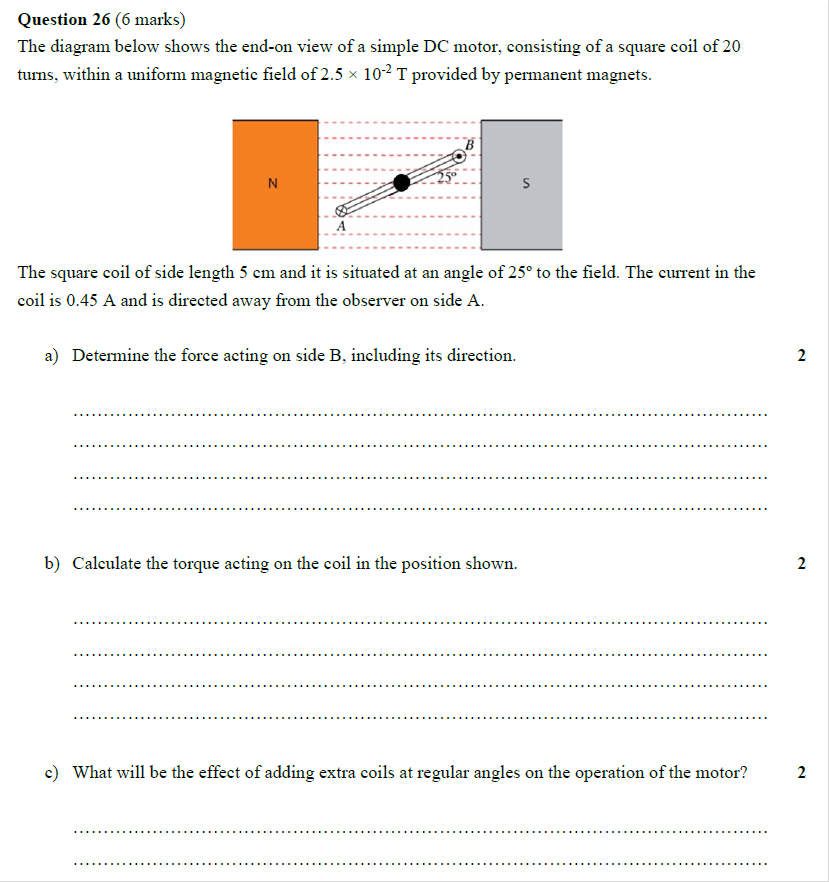 Question 26 (6 marks)
The diagram below shows the end-on view of a simple DC motor, consisting of a square coil of 20
turns, within a uniform magnetic field of 2.5 × 10⁻² T provided by permanent magnets.
B
N
25°
S
A
The square coil of side length 5 cm and it is situated at an angle of 25° to the field. The current in the
coil is 0.45 A and is directed away from the observer on side A.
a) Determine the force acting on side B, including its direction. 2
b) Calculate the torque acting on the coil in the position shown. 2
c) What will be the effect of adding extra coils at regular angles on the operation of the motor? 2